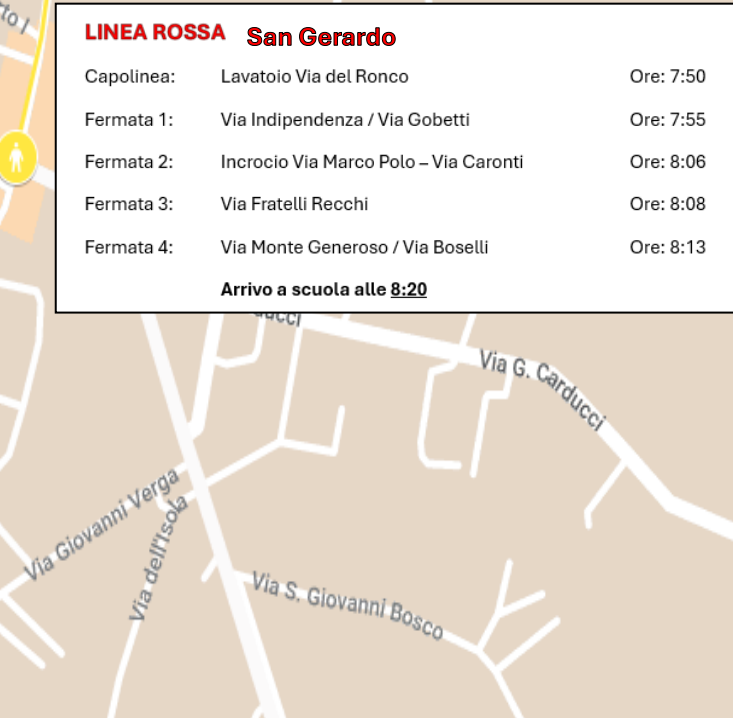 LINEA ROSSA San Gerardo
Capolinea: Lavatoio Via del Ronco Ore: 7:50
Fermata 1: Via Indipendenza / Via Gobetti Ore: 7:55
Fermata 2: Incrocio Via Marco Polo – Via Caronti Ore: 8:06
Fermata 3: Via Fratelli Recchi Ore: 8:08
Fermata 4: Via Monte Generoso / Via Boselli Ore: 8:13
Arrivo a scuola alle 8:20
Via G. Carducci
Via Giovanni Verga
Via dell'Isola
Via S. Giovanni Bosco